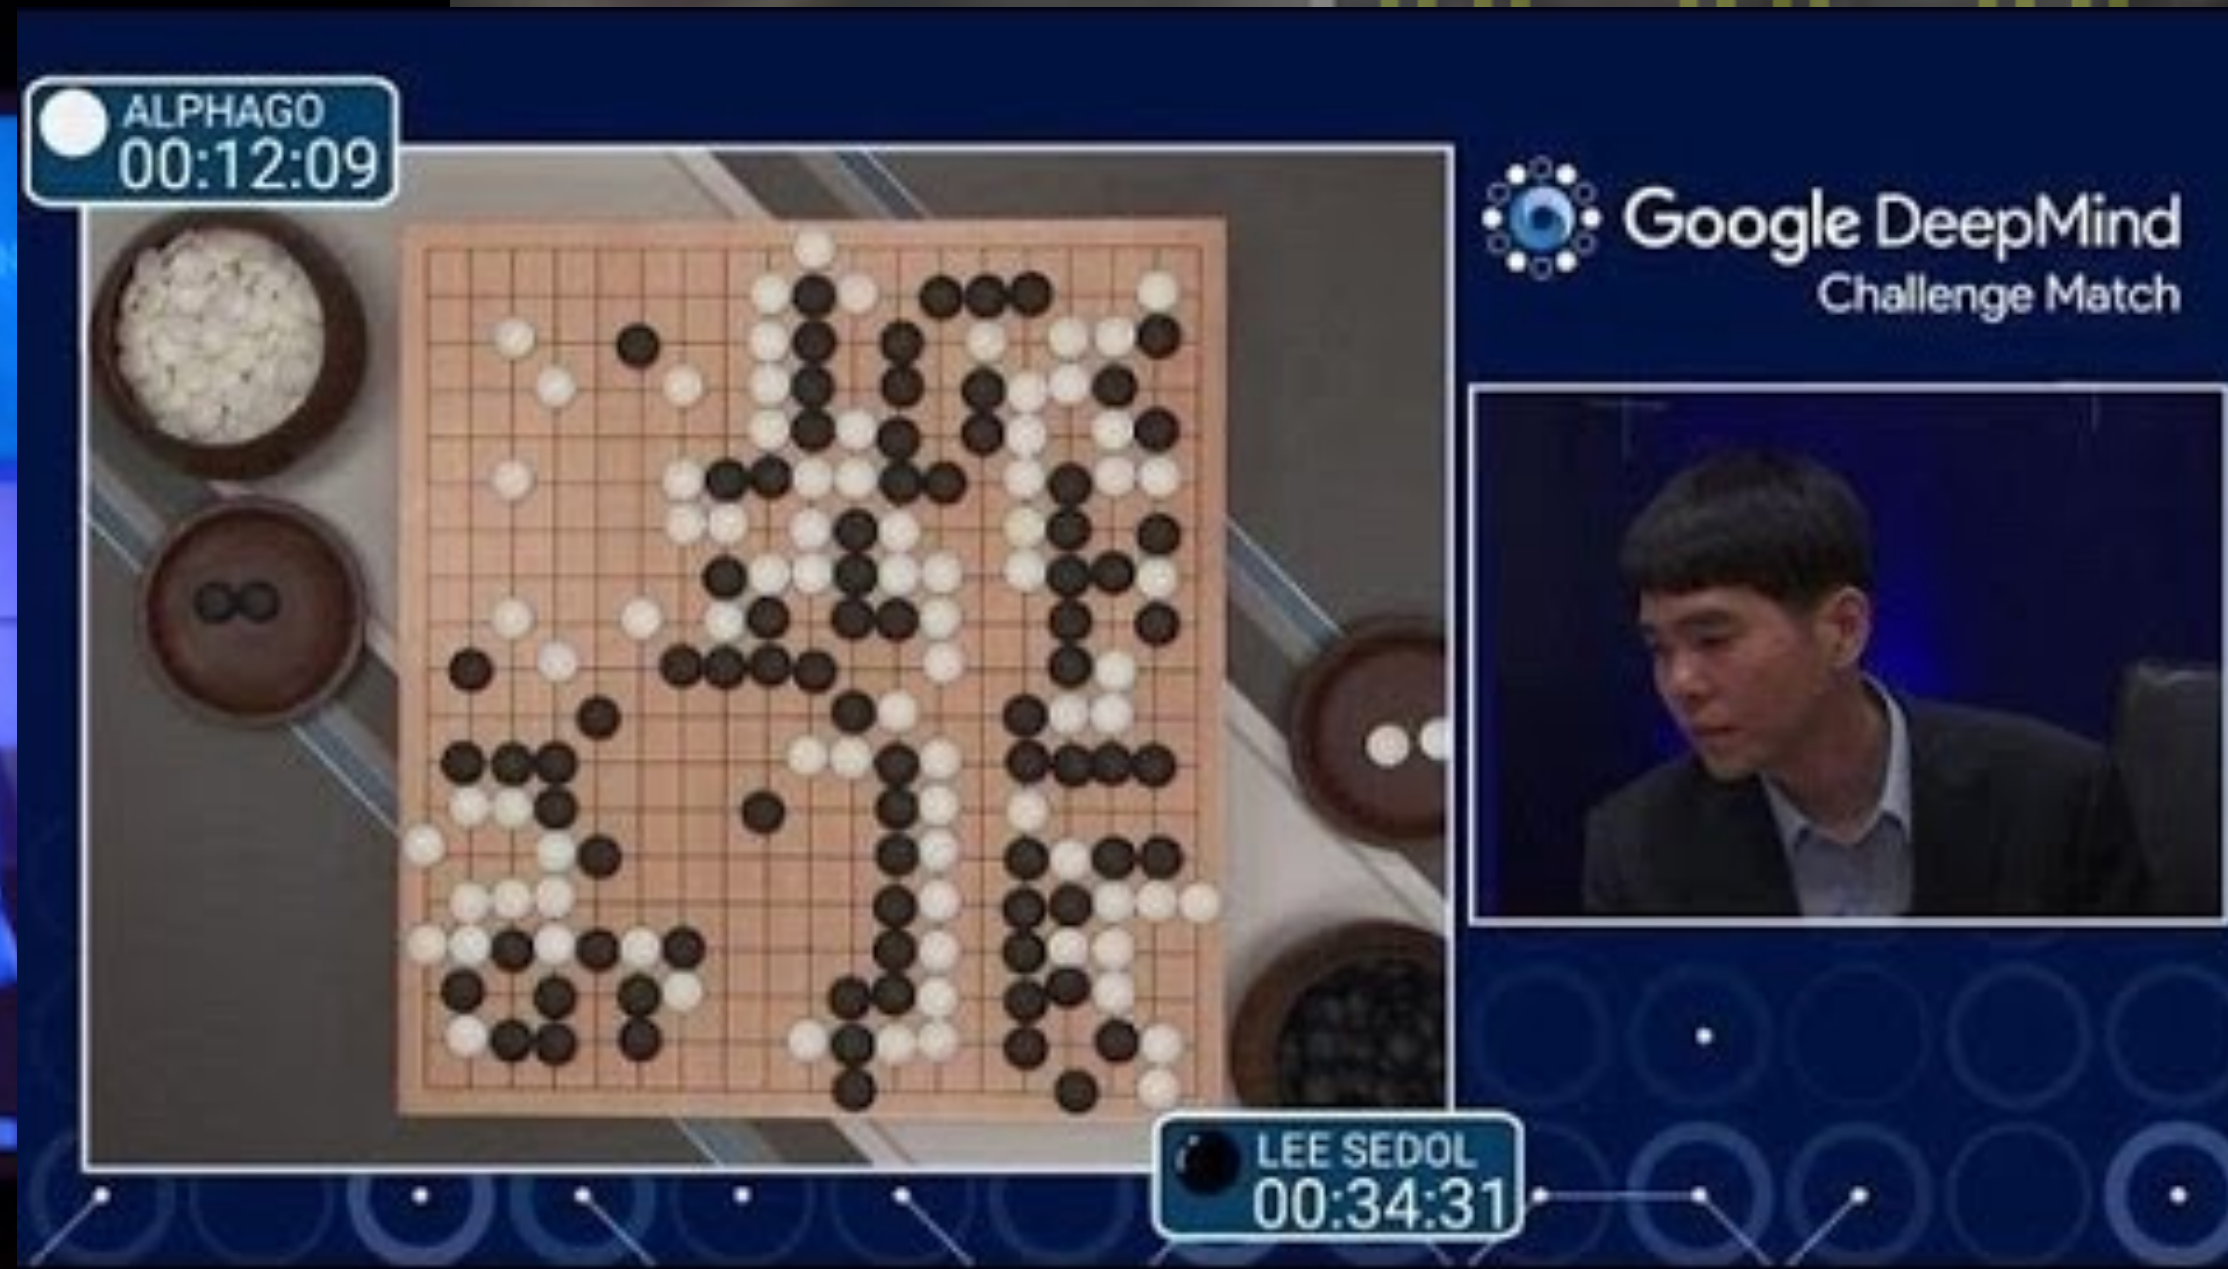 ALPHAGO
00:12:09
Google DeepMind
Challenge Match
LEE SEDOL
00:34:31